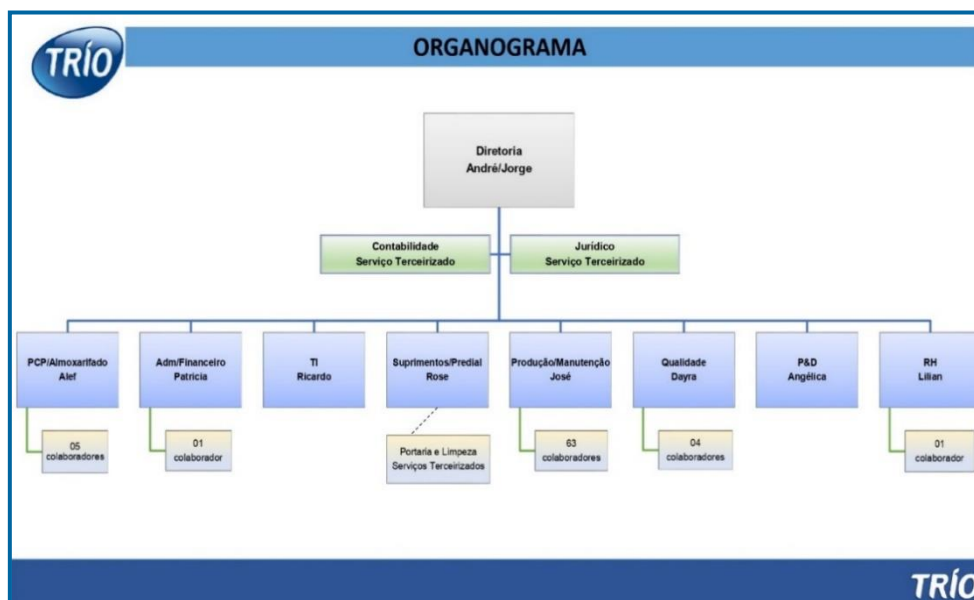 TRÍO
ORGANOGRAMA
Diretoria
André/Jorge
Contabilidade
Serviço Terceirizado
Jurídico
Serviço Terceirizado
PCP/Almoxarifado
Alef
Adm/Financeiro
Patricia
TI
Ricardo
Suprimentos/Predial
Rose
Produção/Manutenção
José
Qualidade
Dayra
P&D
Angélica
RH
Lilian
05
colaboradores
01
colaborador
Portaria e Limpeza
Serviços Terceirizados
63
colaboradores
04
colaboradores
01
colaborador
TRÍO